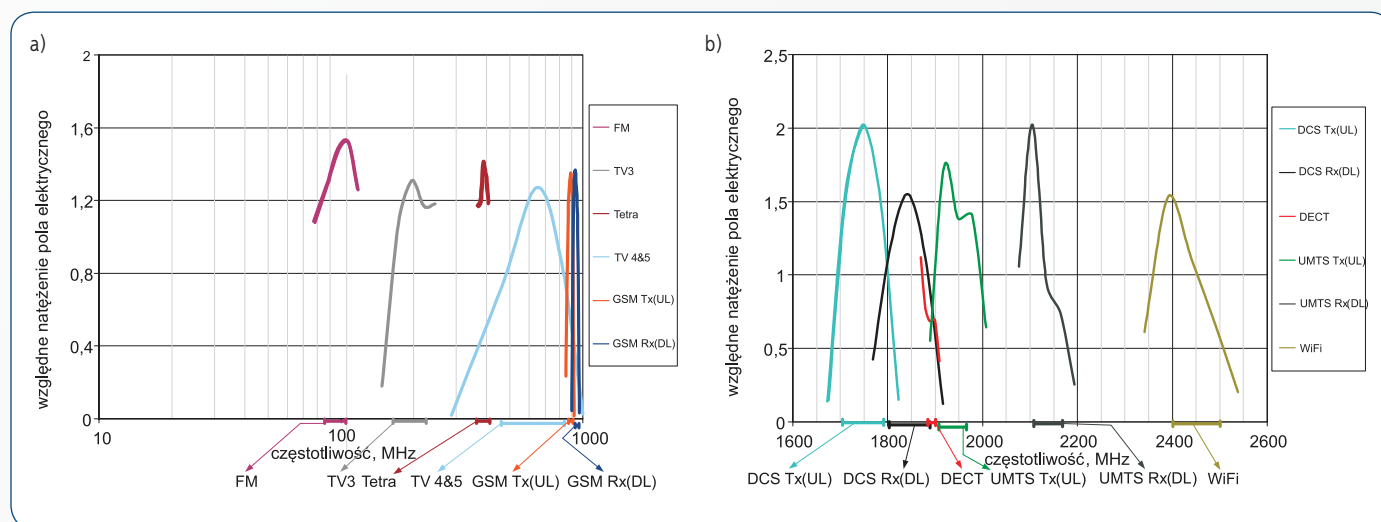 a)
względne natężenie pola elektrycznego
2
1,6
1,2
0,8
0,4
0
10
100
1000
częstotliwość, MHz
FM
TV3
Tetra
TV 4&5
GSM Tx(UL)
GSM Rx(DL)
FM
TV3
Tetra
TV 4&5
GSM Tx(UL)
GSM Rx(DL)
b)
względne natężenie pola elektrycznego
2,5
2
1,5
1
0,5
0
1600
1800
2000
2200
2400
2600
częstotliwość, MHz
DCS Tx(UL)
DCS Rx(DL)
DECT
UMTS Tx(UL)
UMTS Rx(DL)
WiFi
DCS Tx(UL)
DCS Rx(DL)
DECT
UMTS Tx(UL)
UMTS Rx(DL)
WiFi